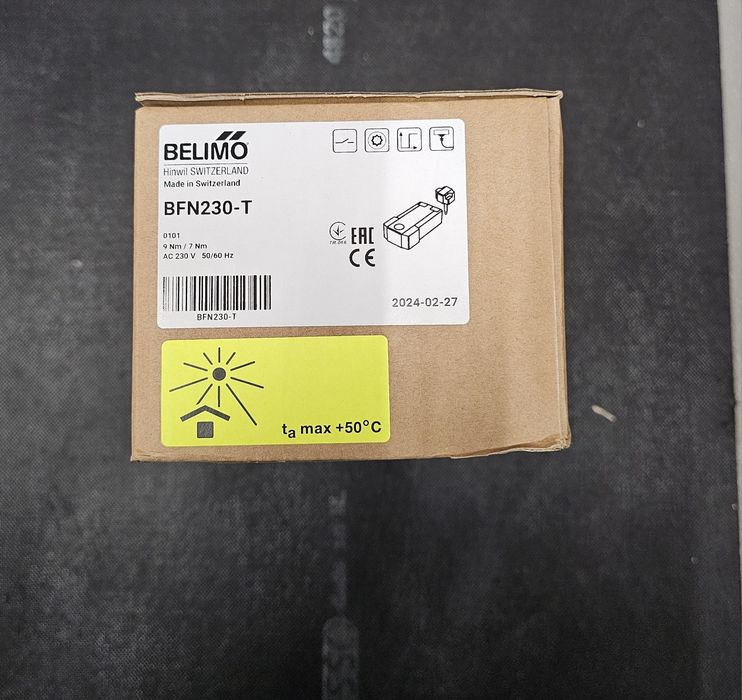 BELIMO
Hinwil SWITZERLAND
Made in Switzerland
BFN230-T
0101
9 Nm / 7 Nm
AC 230 V 50/60 Hz
EAC
CE
BFN230-T
2024-02-27
ta max +50°C